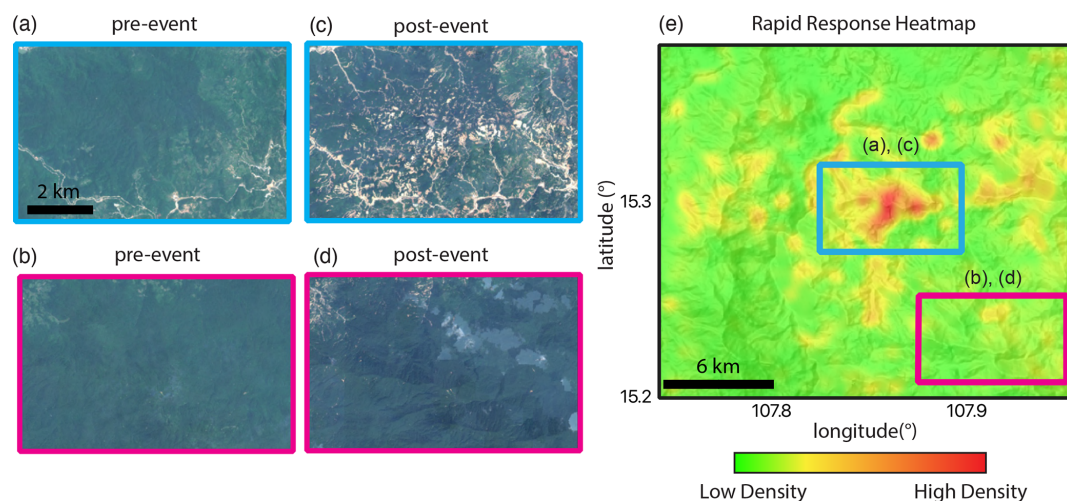 (a) pre-event
(c) post-event
(e) Rapid Response Heatmap
2 km
(b) pre-event
(d) post-event
(a), (c)
(b), (d)
6 km
latitude (°)
15.3
15.2
107.8 107.9
longitude(°)
Low Density High Density